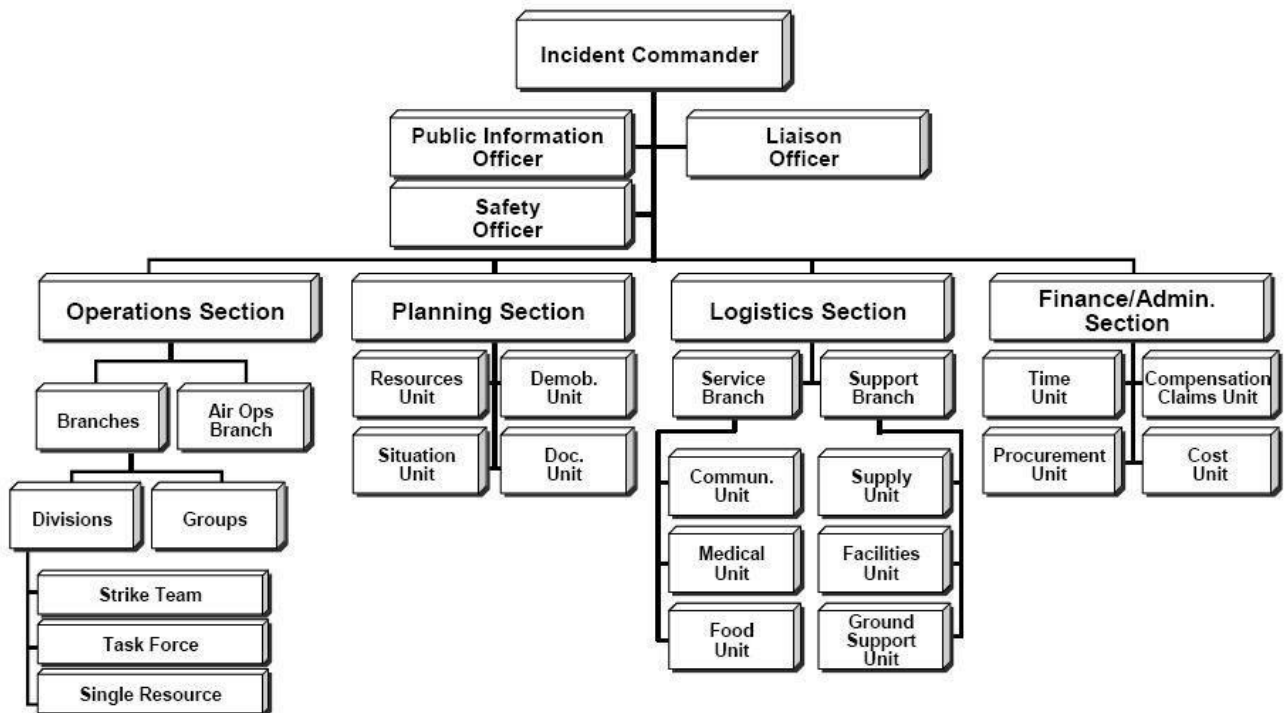 Incident Commander
Public Information
Officer
Liaison
Officer
Safety
Officer
Operations Section
Planning Section
Logistics Section
Finance/Admin.
Section
Branches
Air Ops
Branch
Divisions
Groups
Strike Team
Task Force
Single Resource
Resources
Unit
Demob.
Unit
Situation
Unit
Doc.
Unit
Service
Branch
Support
Branch
Commun.
Unit
Supply
Unit
Medical
Unit
Facilities
Unit
Food
Unit
Ground
Support
Unit
Time
Unit
Compensation
Claims Unit
Procurement
Unit
Cost
Unit